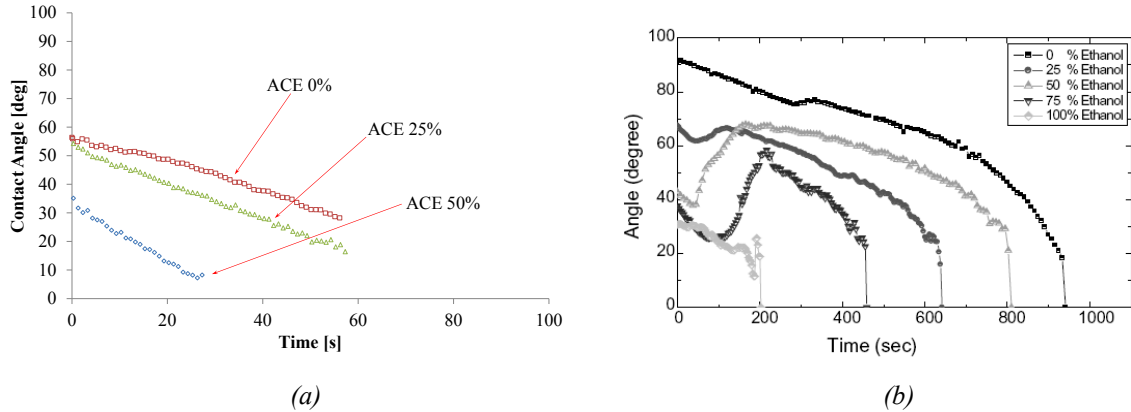 100
90
80
70
60
50
40
30
20
10
0
Contact Angle [deg]
ACE 0%
ACE 25%
ACE 50%
0
20
40
60
80
100
Time [s]
(a)
100
80
60
40
20
0
Angle (degree)
0 % Ethanol
25 % Ethanol
50 % Ethanol
75 % Ethanol
100% Ethanol
0
200
400
600
800
1000
Time (sec)
(b)